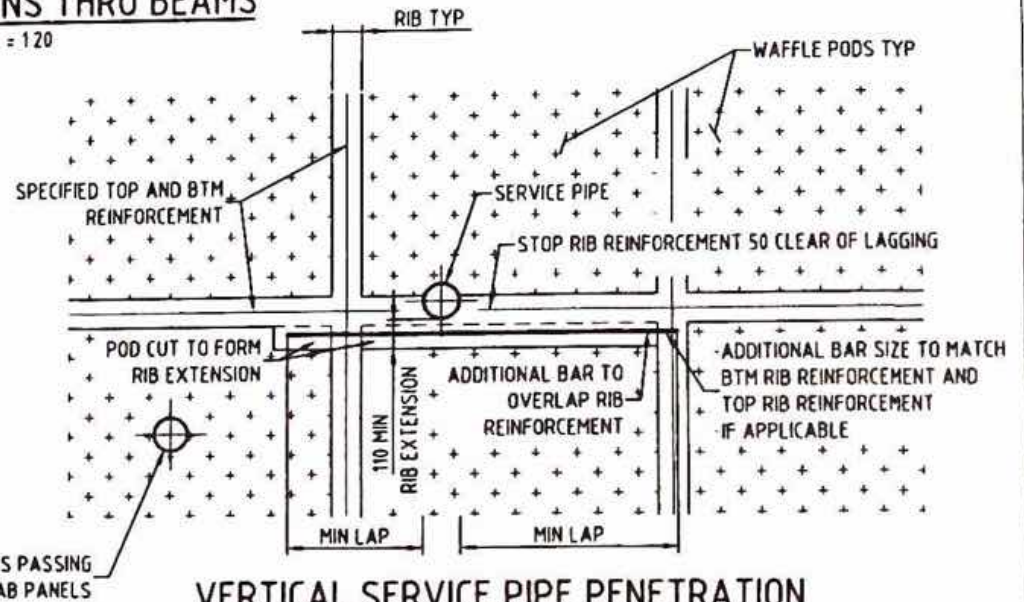 NS THRU BEAMS
= 120
RIB TYP
WAFFLE PODS TYP
SPECIFIED TOP AND BTM
REINFORCEMENT
SERVICE PIPE
STOP RIB REINFORCEMENT 50 CLEAR OF LAGGING
POD CUT TO FORM
RIB EXTENSION
110 MIN
RIB EXTENSION
ADDITIONAL BAR TO
OVERLAP RIB
REINFORCEMENT
ADDITIONAL BAR SIZE TO MATCH
BTM RIB REINFORCEMENT AND
TOP RIB REINFORCEMENT
IF APPLICABLE
MIN LAP
MIN LAP
S PASSING
AB PANELS
VERTICAL SERVICE PIPE PENETRATION